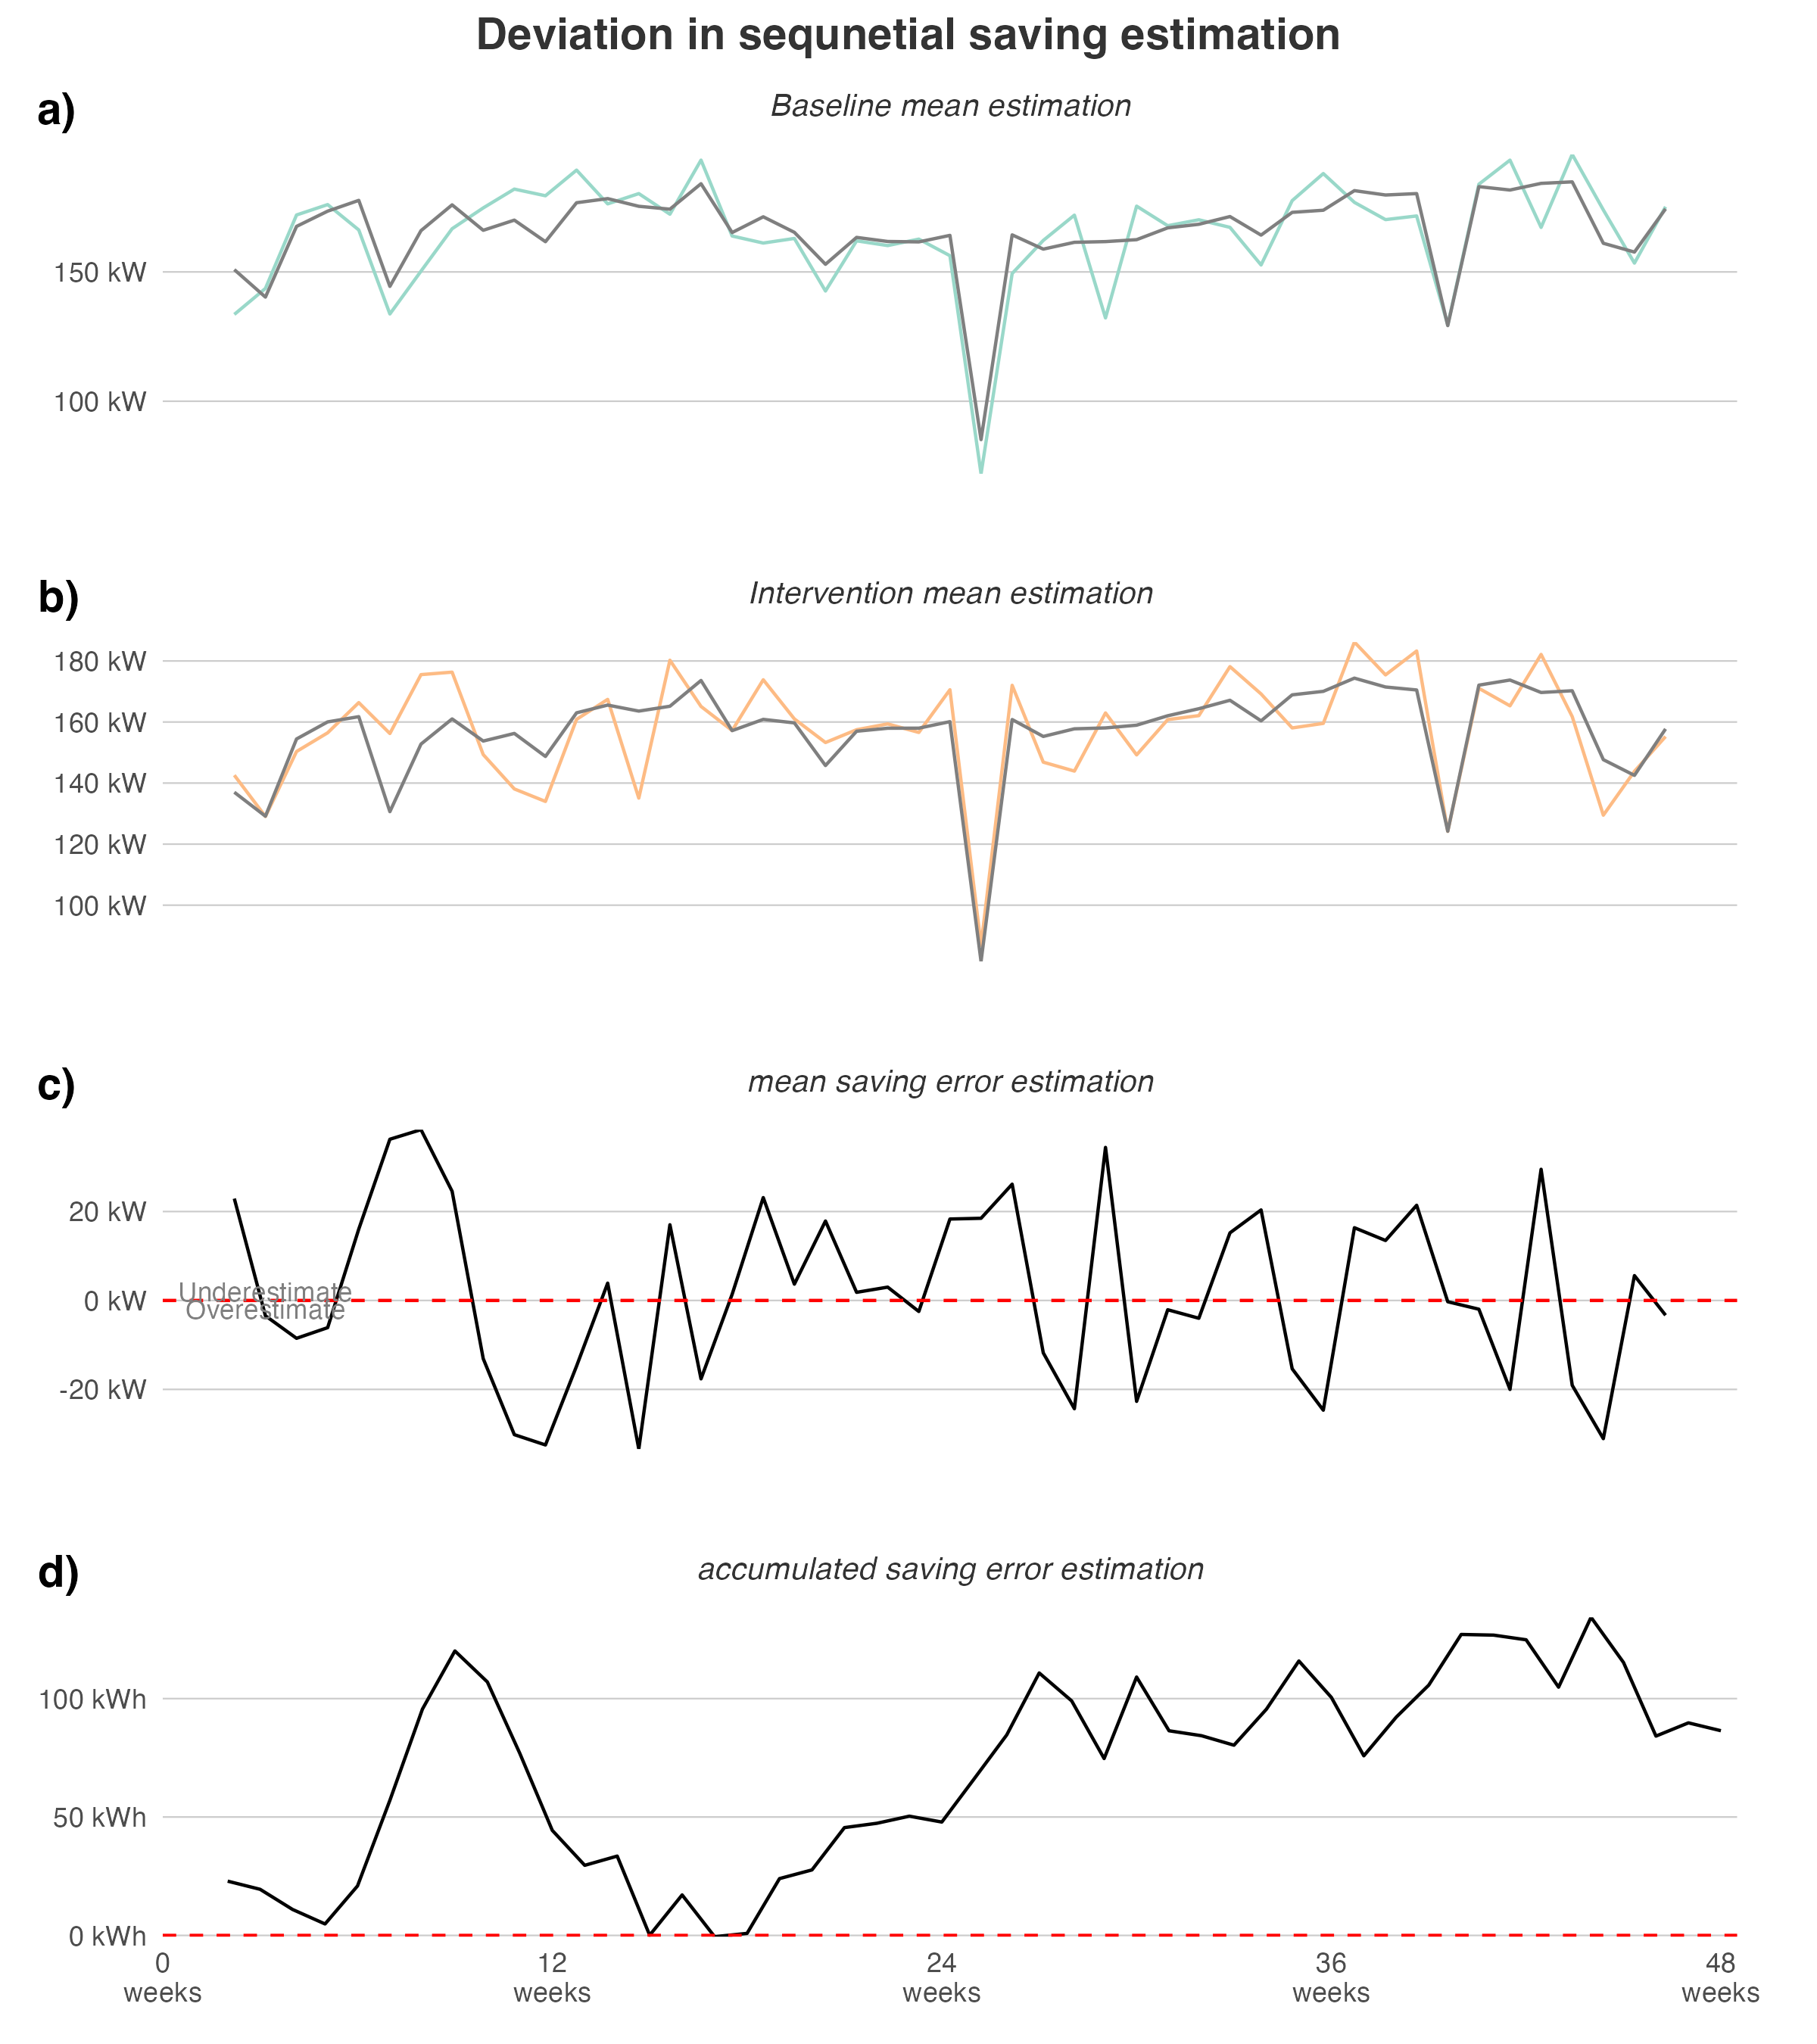 Deviation in sequnetial saving estimation
a)
Baseline mean estimation
150 kW
100 kW
b)
Intervention mean estimation
180 kW
160 kW
140 kW
120 kW
100 kW
c)
mean saving error estimation
20 kW
Underestimate
0 kW
Overestimate
-20 kW
d)
accumulated saving error estimation
100 kWh
50 kWh
0 kWh
0 12 24 36 48
weeks weeks weeks weeks weeks